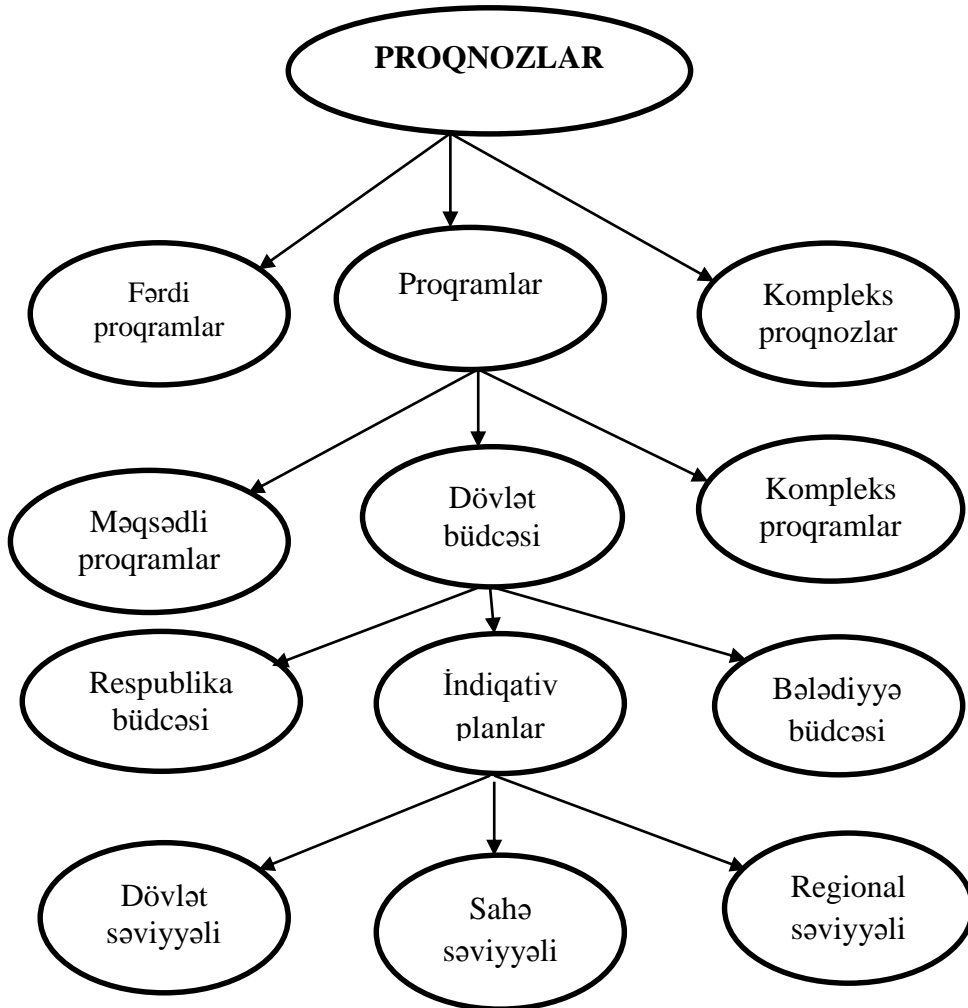 PROQNOZLAR
Fərdi
proqramlar
Proqramlar
Kompleks
proqnozlar
Məqsədli
proqramlar
Dövlət
büdcəsi
Kompleks
proqramlar
Respublika
büdcəsi
İndiqativ
planlar
Bələdiyyə
büdcəsi
Dövlət
səviyyəli
Sahə
səviyyəli
Regional
səviyyəli